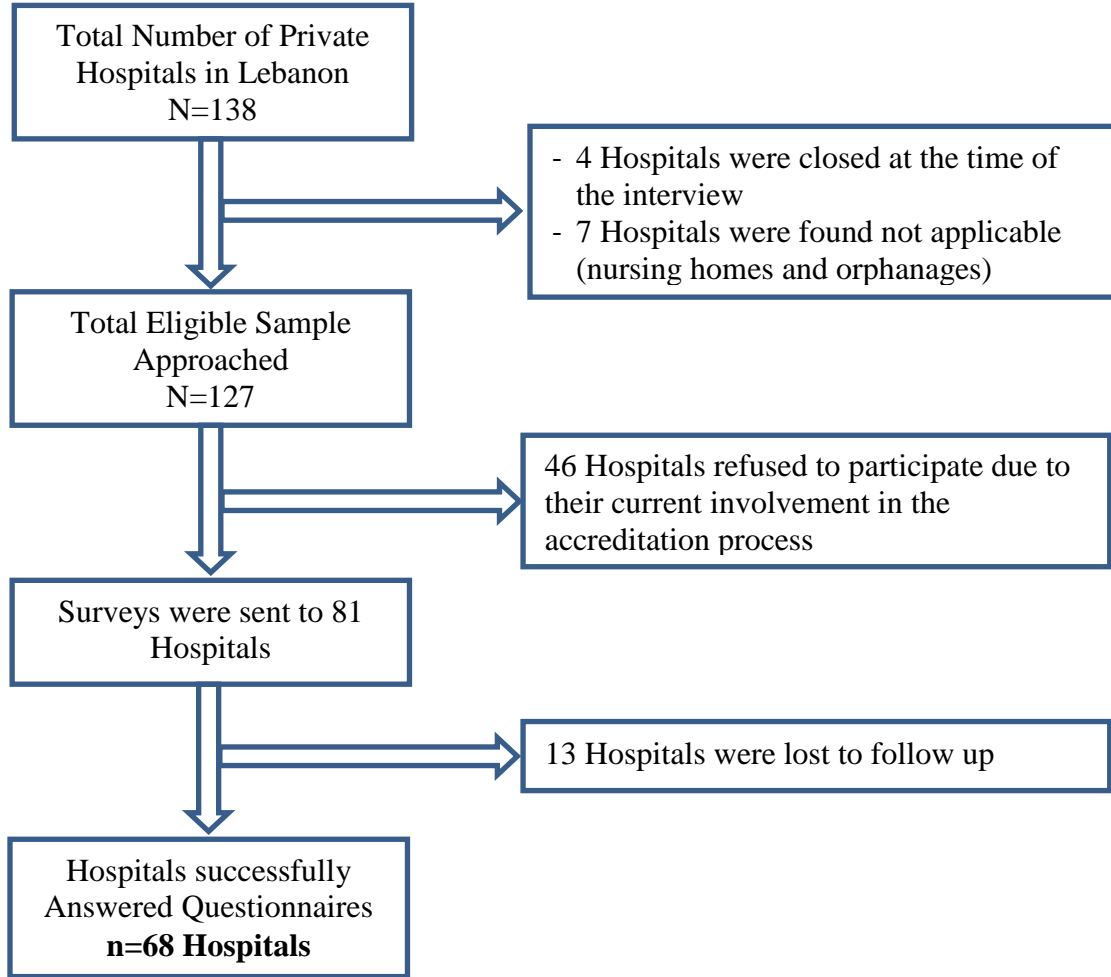 Total Number of Private
Hospitals in Lebanon
N=138
- 4 Hospitals were closed at the time of
the interview
- 7 Hospitals were found not applicable
(nursing homes and orphanages)
Total Eligible Sample
Approached
N=127
46 Hospitals refused to participate due to
their current involvement in the
accreditation process
Surveys were sent to 81
Hospitals
13 Hospitals were lost to follow up
Hospitals successfully
Answered Questionnaires
n=68 Hospitals